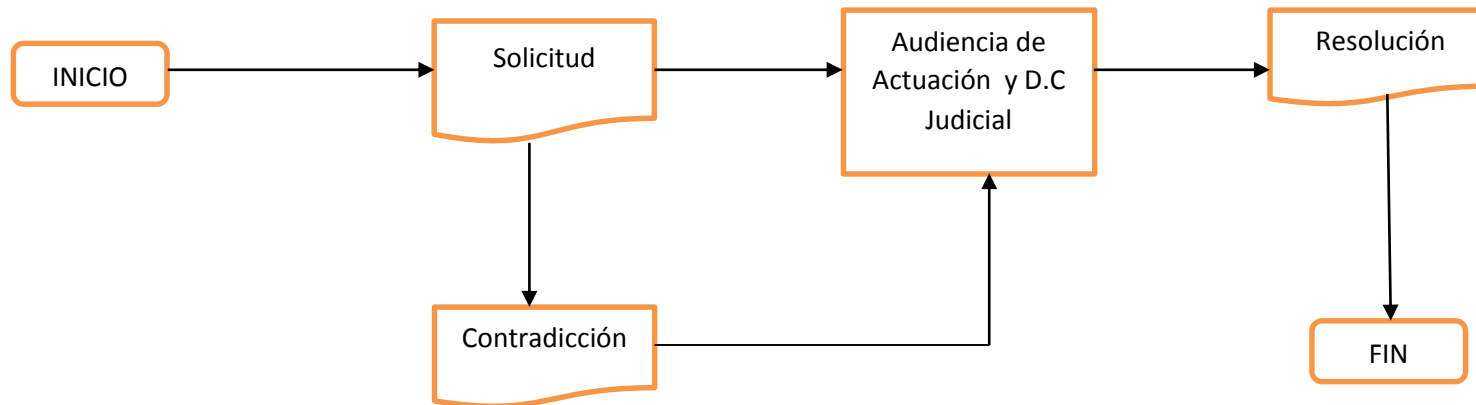 INICIO
Solicitud
Audiencia de
Actuación y D.C
Judicial
Resolución
Contradicción
FIN